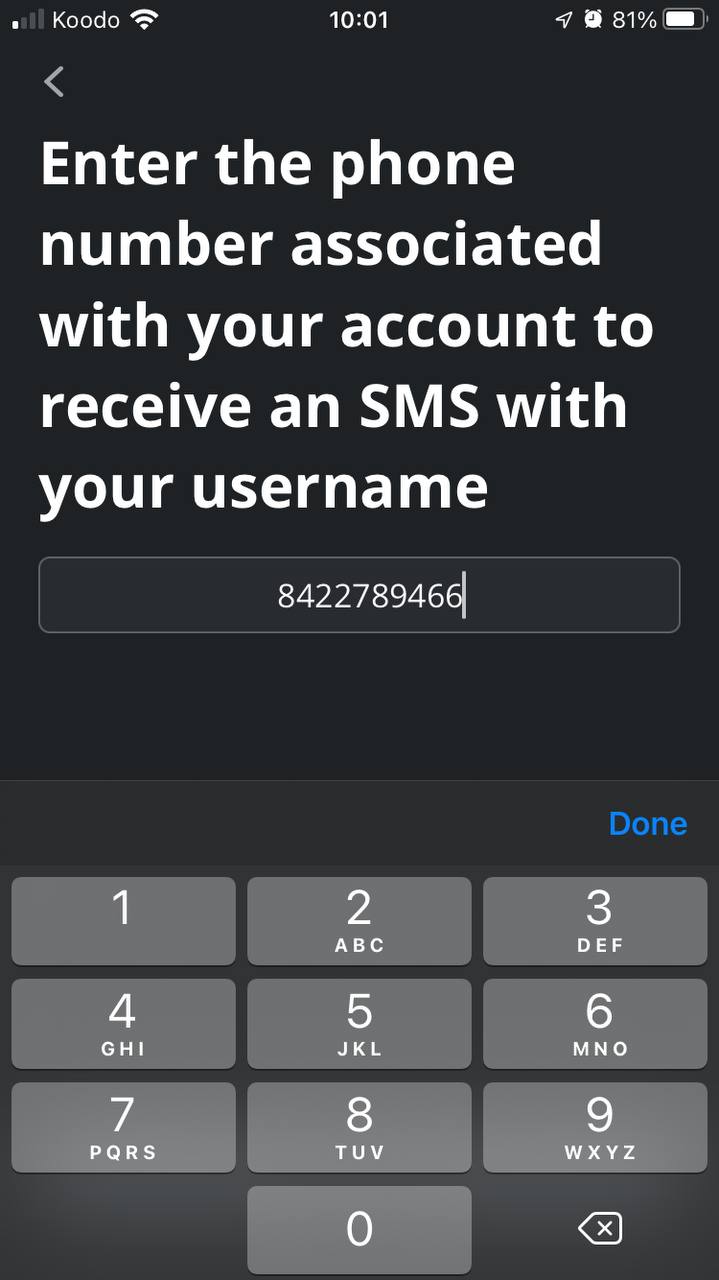 Koodo 10:01 81%
Enter the phone
number associated
with your account to
receive an SMS with
your username
8422789466
Done
1 2 3
ABC DEF
4 5 6
GHI JKL MNO
7 8 9
PQRS TUV WXYZ
0